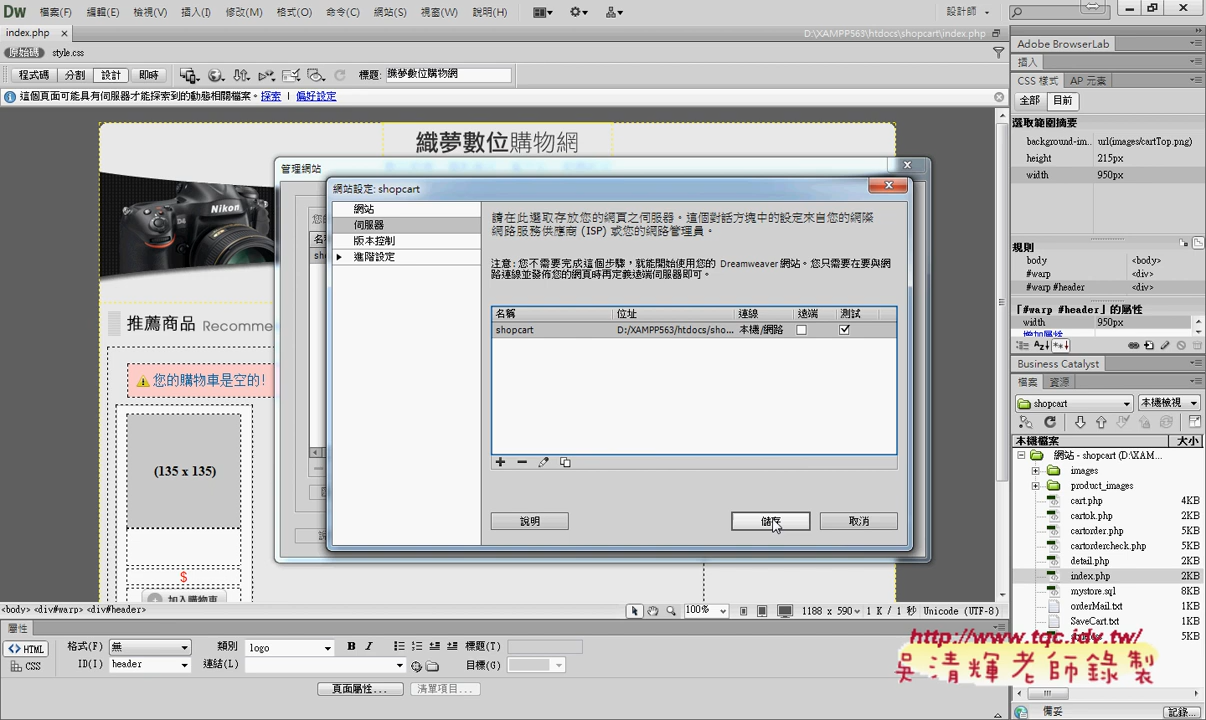 Dw 檔案(F) 編輯(E) 檢視(V) 插入(I) 修改(M) 格式(O) 命令(C) 網站(S) 視窗(W) 說明(H) 設計師
index.php
D:\XAMPP563\htdocs\shopcart\index.php
原始碼 style.css
程式碼 分割 設計 即時 標題: 織夢數位購物網
這個頁面可能具有伺服器才能探索到的動態相關檔案。 探索 | 偏好設定
織夢數位購物網
Nikon
推薦商品 Recomme
您的購物車是空的!
(135 x 135)
$
加入購物車
管理網站
網站設定: shopcart
網站
伺服器
版本控制
進階設定
請在此選取存放您的網頁之伺服器。這個對話方塊中的設定來自您的網際
網路服務供應商 (ISP) 或您的網路管理員。
注意: 您不需要完成這個步驟，就能開始使用您的 Dreamweaver 網站。您只需要在要與網
路連線並發佈您的網頁時再定義遠端伺服器即可。
名稱 位址 連線 遠端 測試
shopcart D:/XAMPP563/htdocs/sho... 本機/網路
說明 儲存 取消
<body> <div#warp> <div#header>
100% 1188 x 590 1 K / 1 秒 Unicode (UTF-8)
屬性
<> HTML 格式(F) 無 類別 logo B I 標題(T)
CSS ID(I) header 連結(L) 目標(G)
頁面屬性... 清單項目...
Adobe BrowserLab
插入
CSS 樣式 AP 元素
全部 目前
選取範圍摘要
background-im... url(images/cartTop.png)
height 215px
width 950px
規則
body <body>
#warp <div>
#warp #header <div>
「#warp #header」的屬性
width 950px
增加屬性
Business Catalyst
檔案 資源
shopcart 本機檢視
本機檔案 大小
網站 - shopcart (D:\XAM...
images
product_images
cart.php 4KB
cartok.php 2KB
cartorder.php 5KB
cartordercheck.php 5KB
detail.php 2KB
index.php 2KB
mystore.sql 8KB
orderMail.txt 1KB
SaveCart.txt 1KB
5KB
備妥 記錄...
http://www.tqc.idv.tw/
吳清輝老師錄製